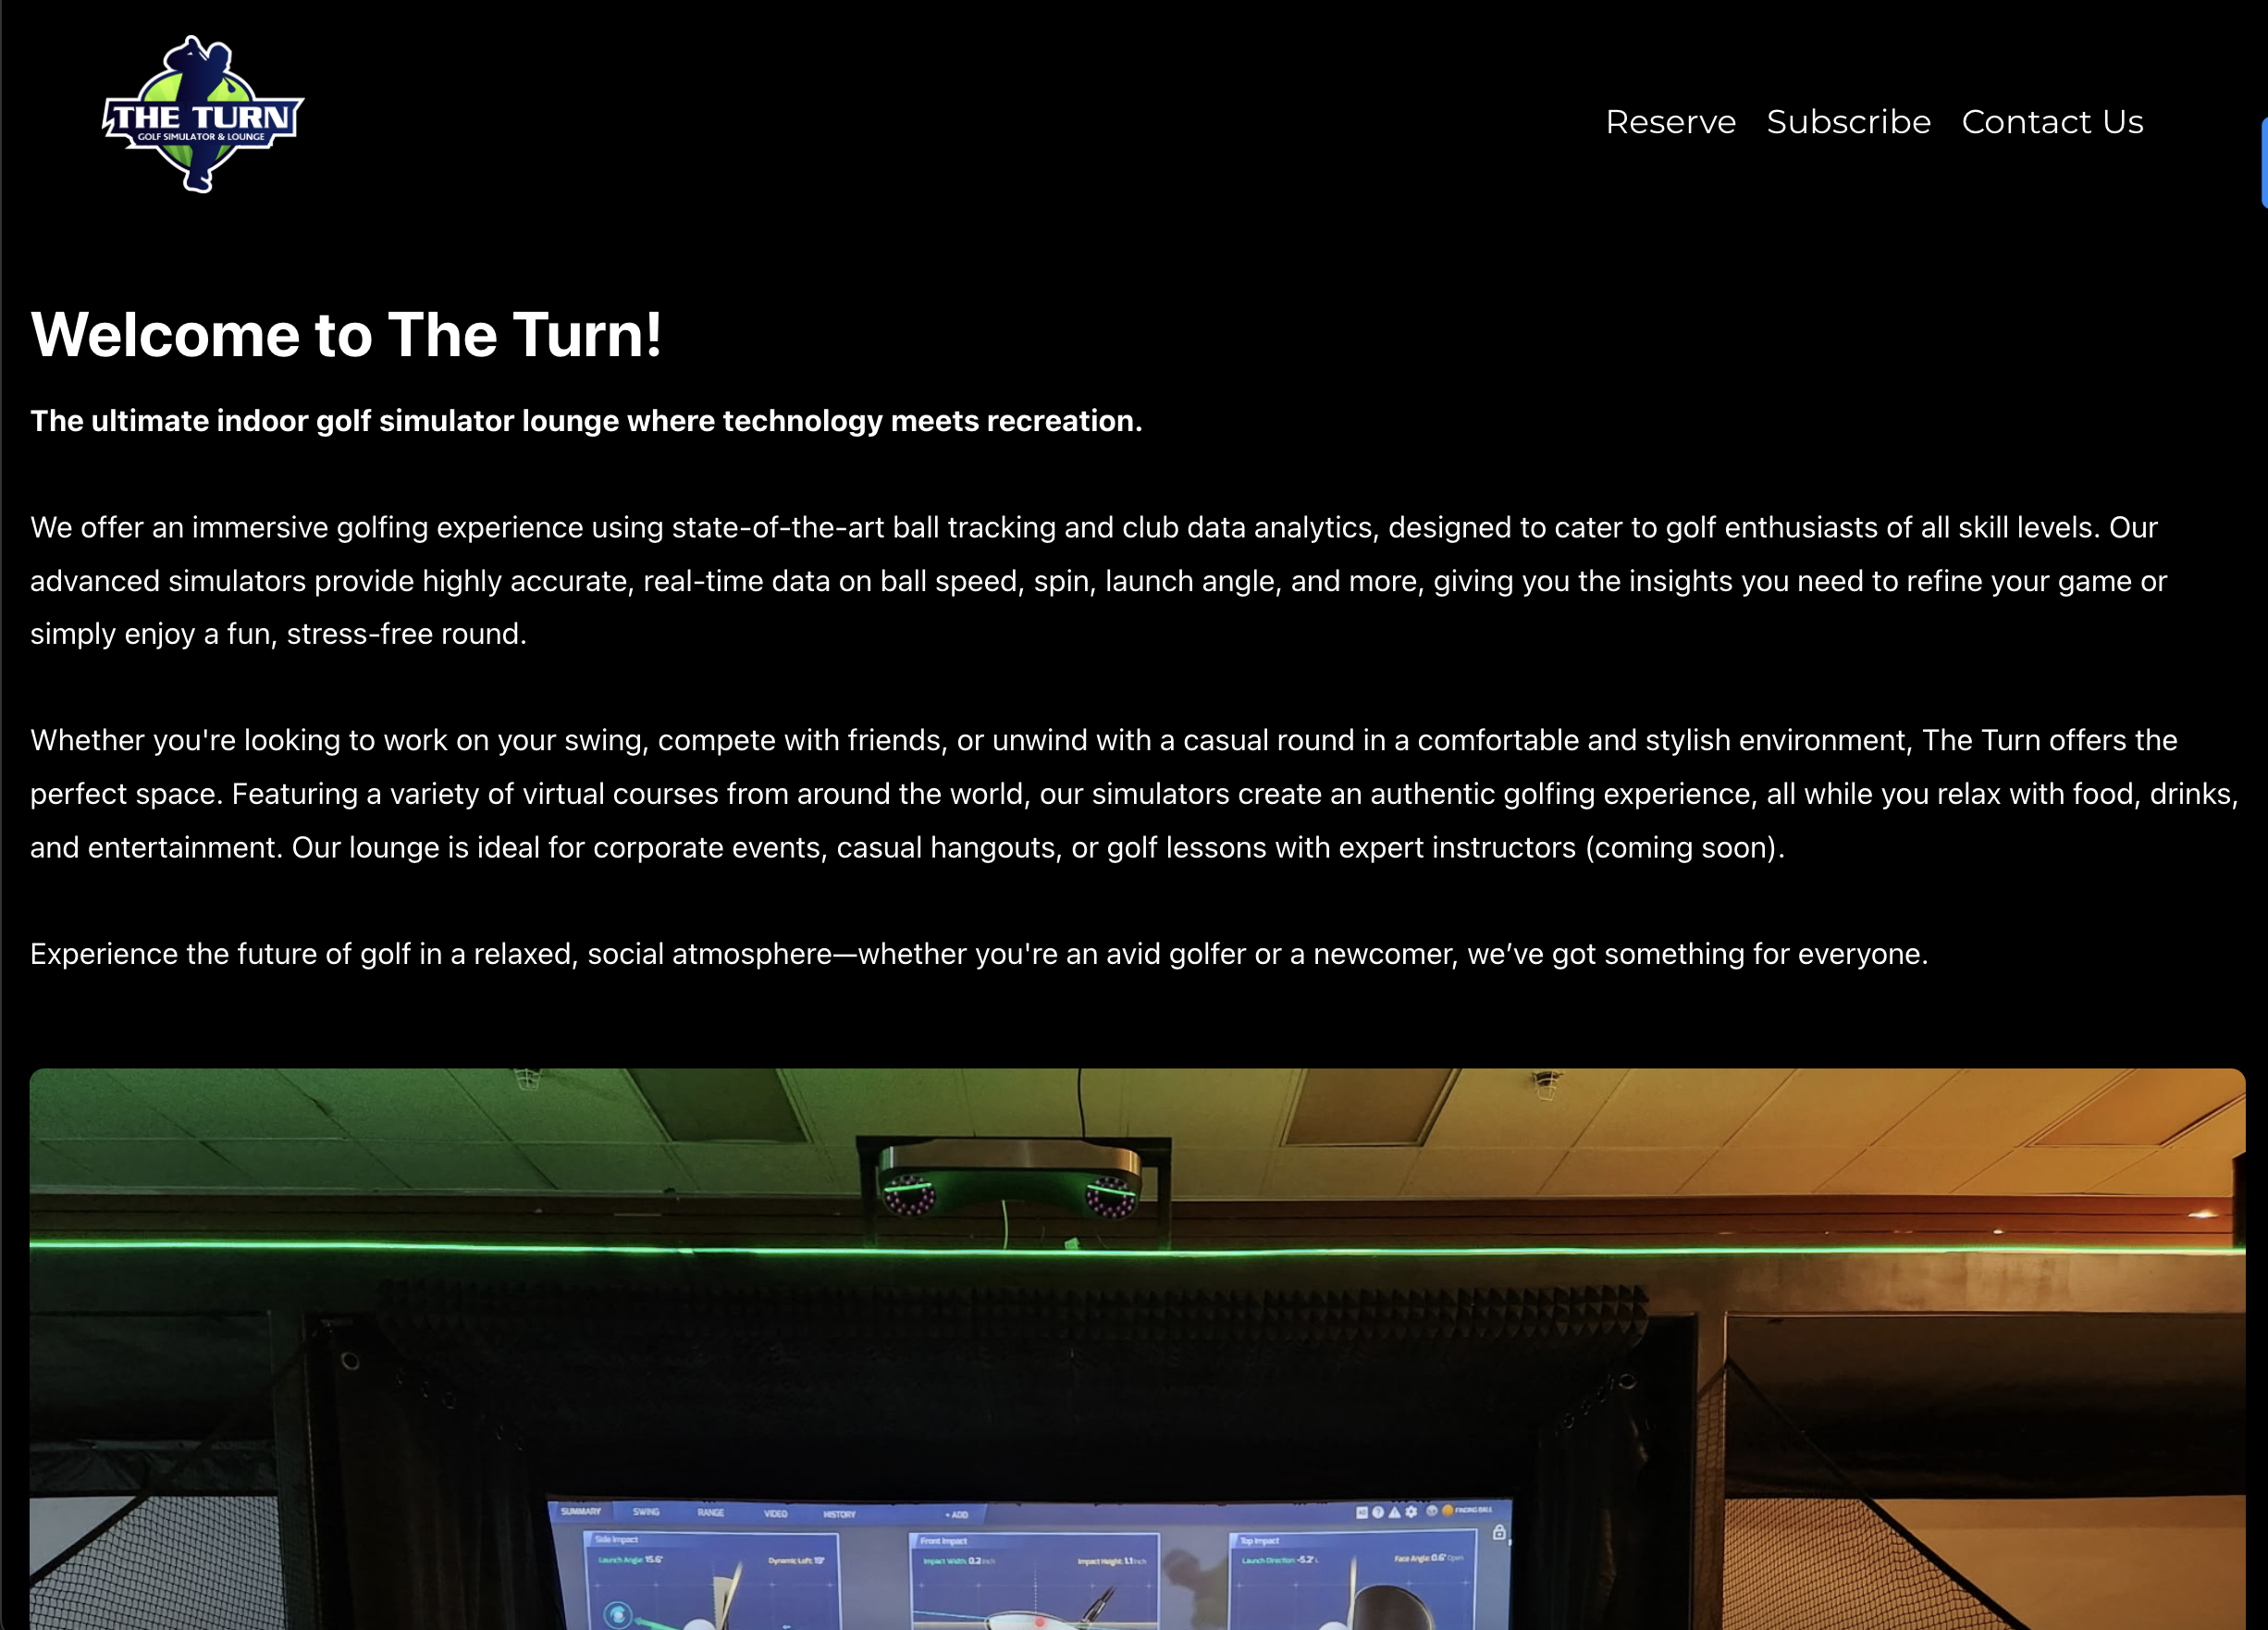 THE TURN
GOLF SIMULATOR & LOUNGE
Reserve Subscribe Contact Us
Welcome to The Turn!
The ultimate indoor golf simulator lounge where technology meets recreation.
We offer an immersive golfing experience using state-of-the-art ball tracking and club data analytics, designed to cater to golf enthusiasts of all skill levels. Our
advanced simulators provide highly accurate, real-time data on ball speed, spin, launch angle, and more, giving you the insights you need to refine your game or
simply enjoy a fun, stress-free round.
Whether you're looking to work on your swing, compete with friends, or unwind with a casual round in a comfortable and stylish environment, The Turn offers the
perfect space. Featuring a variety of virtual courses from around the world, our simulators create an authentic golfing experience, all while you relax with food, drinks,
and entertainment. Our lounge is ideal for corporate events, casual hangouts, or golf lessons with expert instructors (coming soon).
Experience the future of golf in a relaxed, social atmosphere—whether you're an avid golfer or a newcomer, we’ve got something for everyone.
SUMMARY SWING RANGE VIDEO HISTORY + ADD FINDING BALL
Side Impact Front Impact Top Impact
Launch Angle 15.6° Dynamic Loft 19° Impact Width 0.2 inch Impact Height 1.1 inch Launch Direction -5.2° L Face Angle 0.6° Open